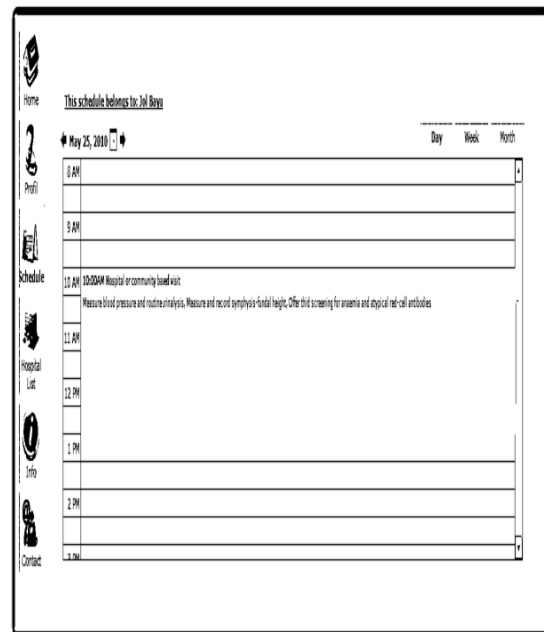 Home
This schedule belongs to: Jol Bayu
May 25, 2010
Day Week Month
Profil
8 AM
9 AM
Schedule
10 AM 10:00AM Hospital or community based visit
Measure blood pressure and routine urinalysis, Measure and record symphysis-fundal height, Offer third screening for anaemia and atypical red-cell antibodies
11 AM
Hospital
List
12 PM
1 PM
Info
2 PM
3 PM
Contact